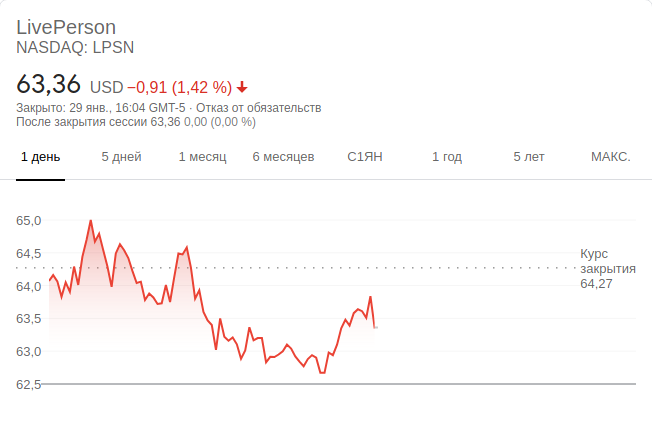 LivePerson
NASDAQ: LPSN
63,36 USD −0,91 (1,42 %)
Закрыто: 29 янв., 16:04 GMT-5 · Отказ от обязательств
После закрытия сессии 63,36 0,00 (0,00 %)
1 день 5 дней 1 месяц 6 месяцев С1ЯН 1 год 5 лет МАКС.
65,0
64,5
64,0
63,5
63,0
62,5
Курс
закрытия
64,27